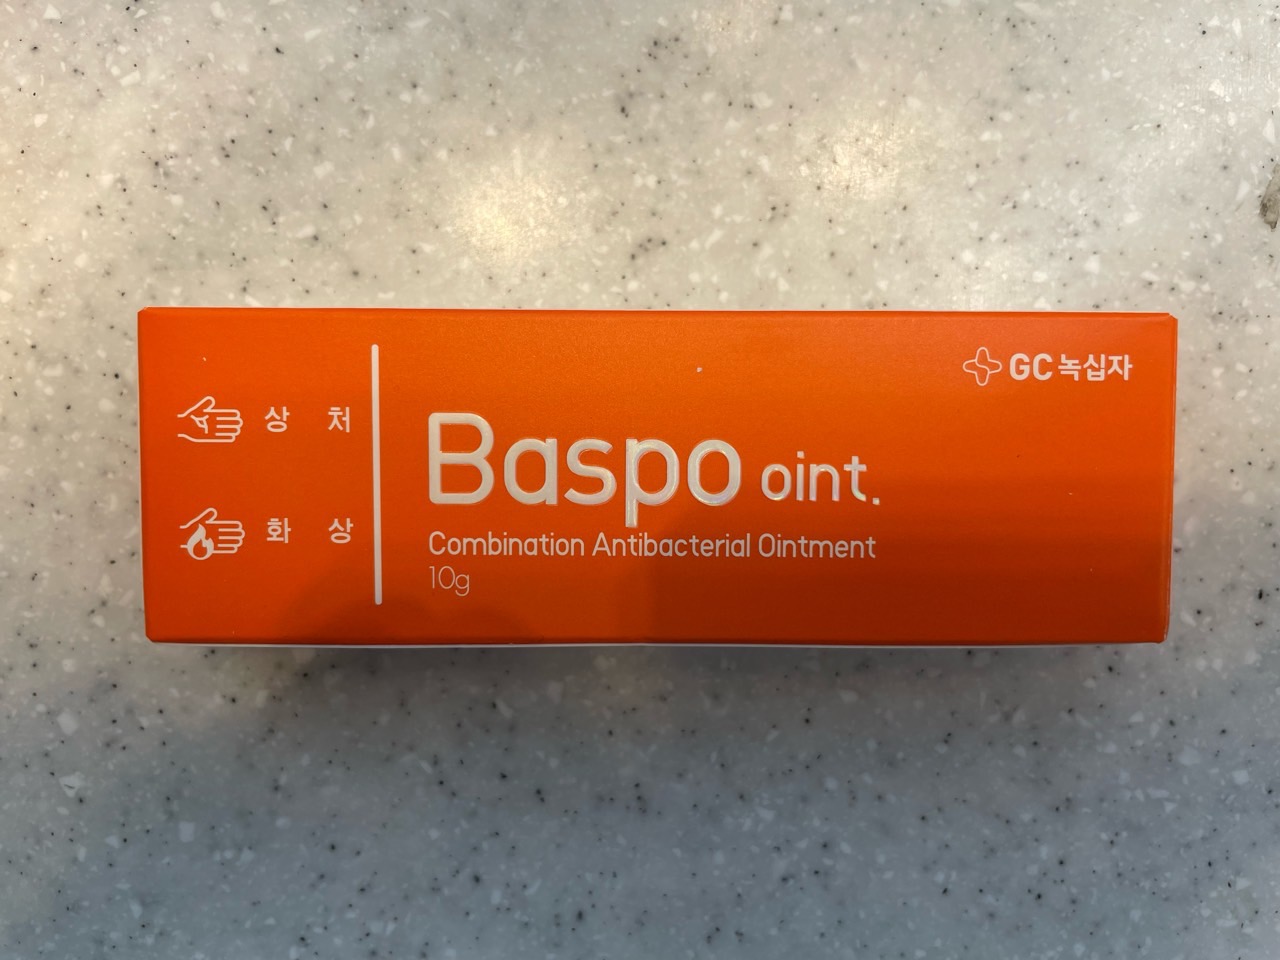 상 처
화 상
GC 녹십자
Baspo oint.
Combination Antibacterial Ointment
10g